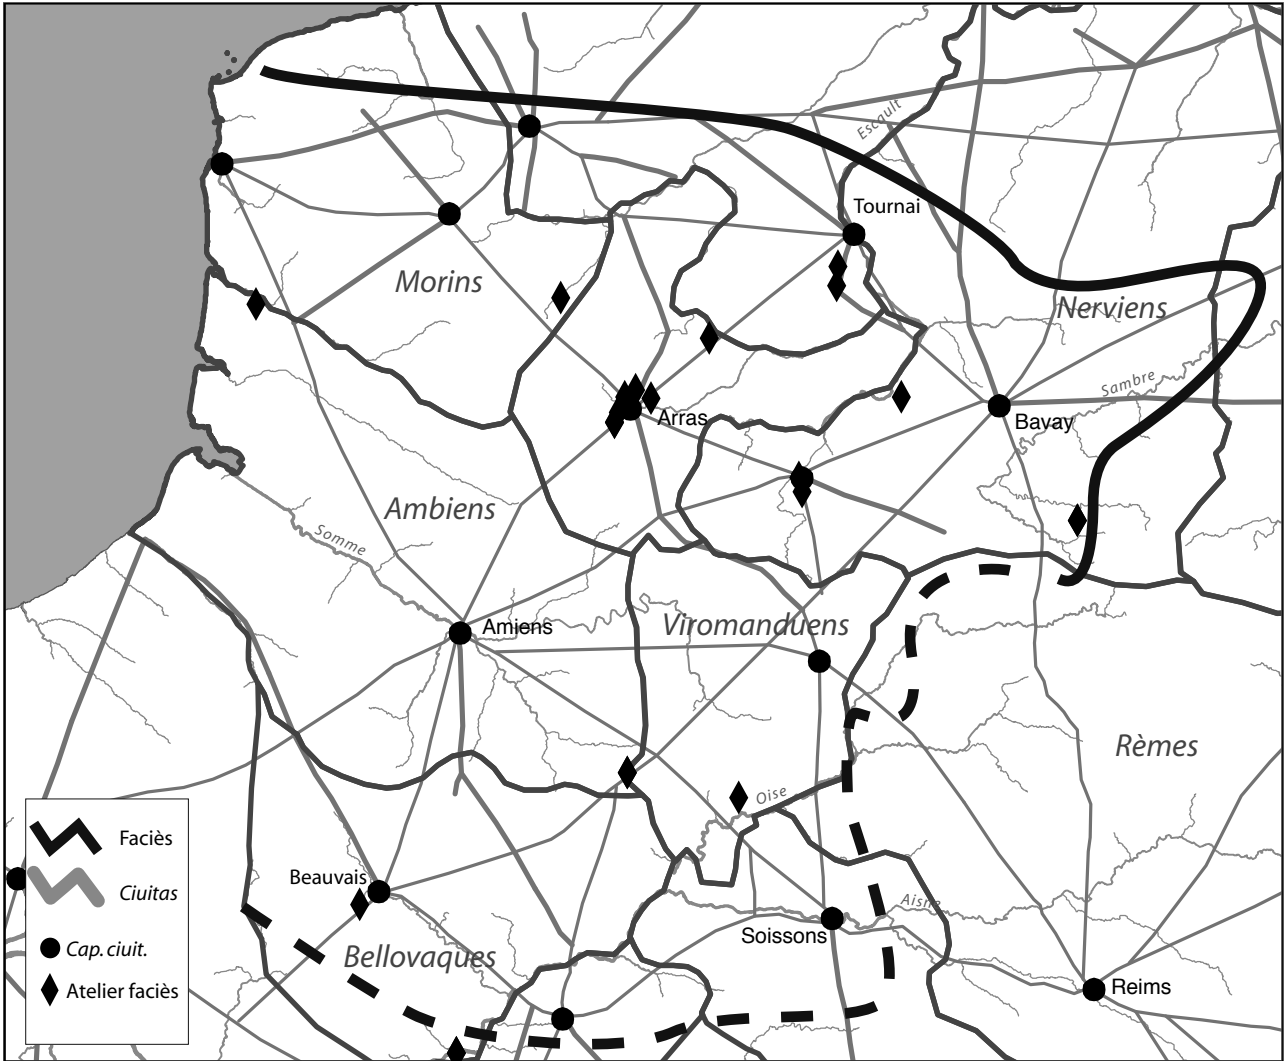 Escault
Tournai
Morins
Nerviens
Sambre
Arras
Bavay
Ambiens
Somme
Amiens
Viromanduens
Rèmes
Oise
Faciès
Ciuitas
Cap. ciuit.
Atelier faciès
Beauvais
Aisne
Soissons
Bellovaques
Reims